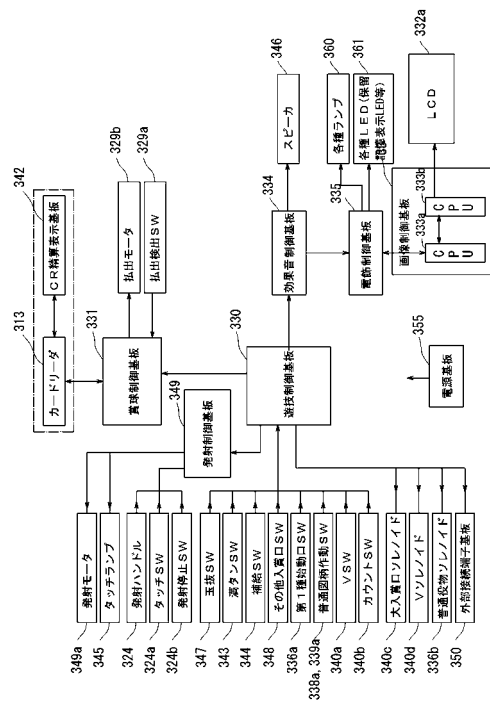 342
313
CR精算表示基板
カードリーダ
329b
329a
払出モータ
払出検出SW
331
賞球制御基板
349
発射制御基板
330
遊技制御基板
334
効果音制御基板
346
スピーカ
335
電飾制御基板
360
各種ランプ
361
各種LED(保留
表示LED等)
画像制御基板
333a
CPU
333b
CPU
332a
LCD
355
電源基板
349a
発射モータ
345
タッチランプ
324
発射ハンドル
324a
タッチSW
324b
発射停止SW
347
玉抜SW
343
満タンSW
344
補給SW
348
その他入賞口SW
336a
第1種始動口SW
338a, 339a
普通図柄作動SW
340a
VSW
340b
カウントSW
340c
大入賞口ソレノイド
340d
Vソレノイド
336b
普通役物ソレノイド
350
外部接続端子基板